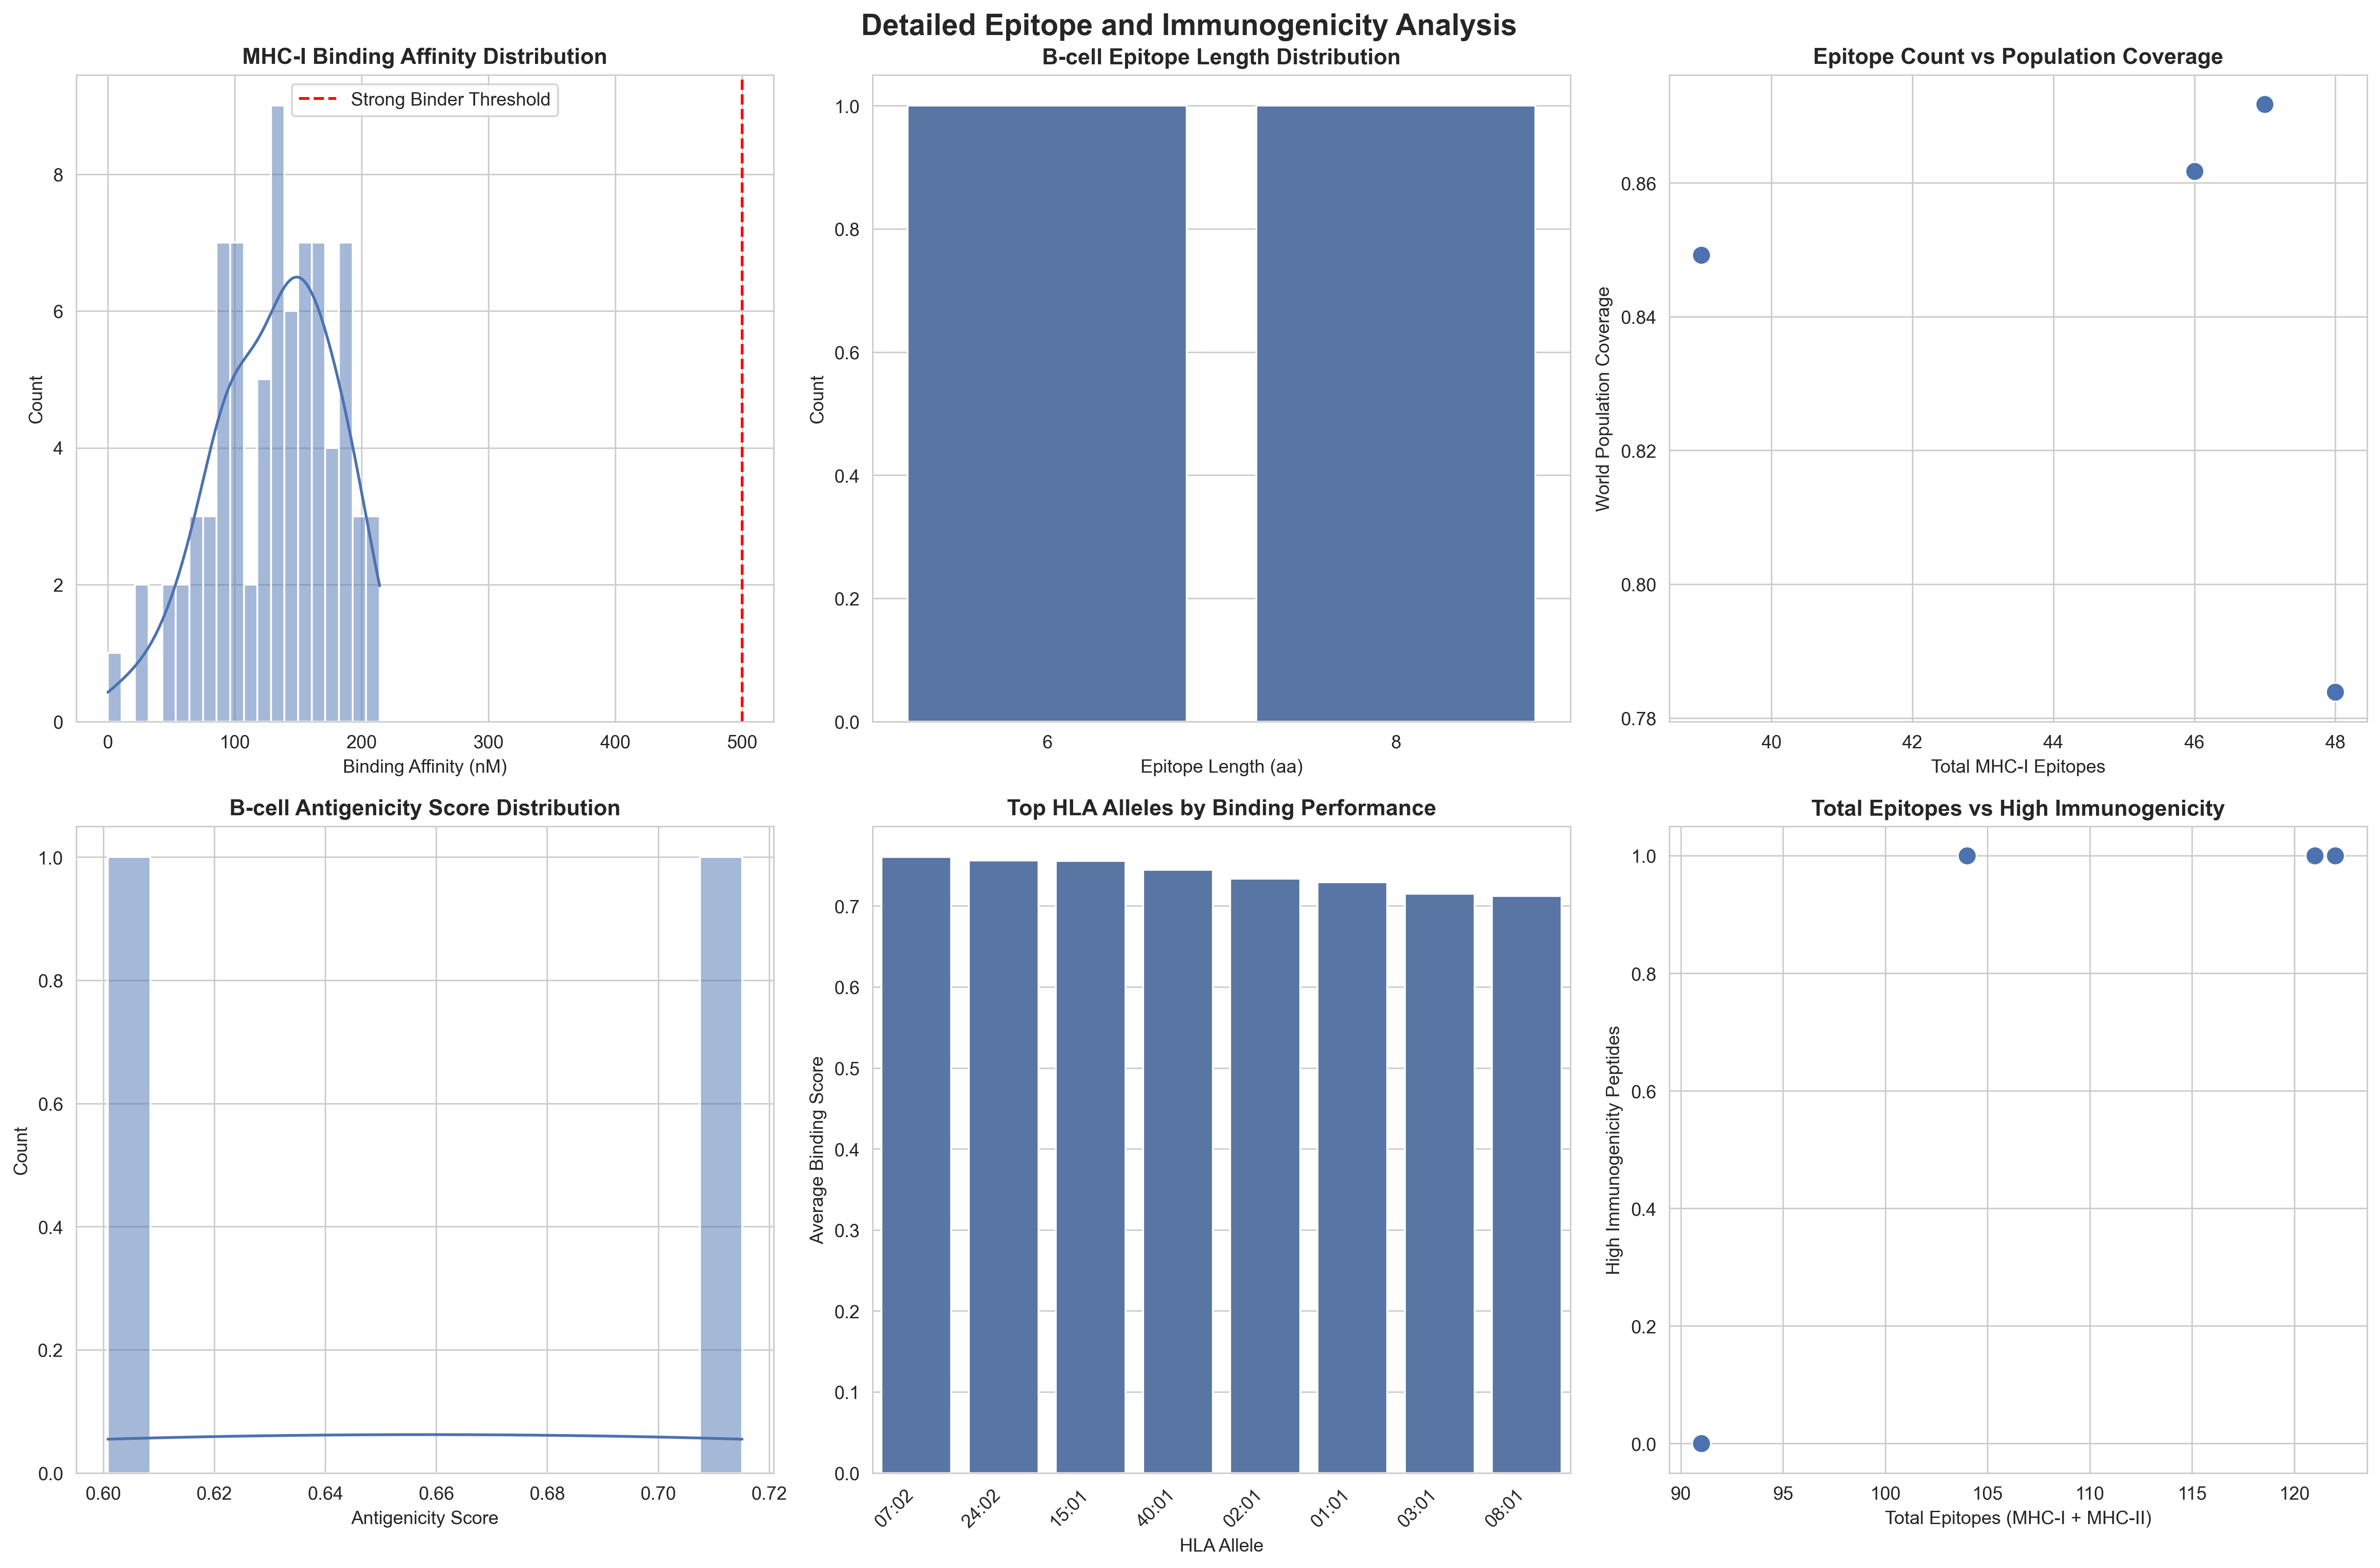 Detailed Epitope and Immunogenicity Analysis
MHC-I Binding Affinity Distribution
Strong Binder Threshold
8
6
4
2
0
Count
0 100 200 300 400 500
Binding Affinity (nM)
B-cell Epitope Length Distribution
1.0
0.8
0.6
0.4
0.2
0.0
Count
6 8
Epitope Length (aa)
Epitope Count vs Population Coverage
0.86
0.84
0.82
0.80
0.78
World Population Coverage
40 42 44 46 48
Total MHC-I Epitopes
B-cell Antigenicity Score Distribution
1.0
0.8
0.6
0.4
0.2
0.0
Count
0.60 0.62 0.64 0.66 0.68 0.70 0.72
Antigenicity Score
Top HLA Alleles by Binding Performance
0.7
0.6
0.5
0.4
0.3
0.2
0.1
0.0
Average Binding Score
07:02 24:02 15:01 40:01 02:01 01:01 03:01 08:01
HLA Allele
Total Epitopes vs High Immunogenicity
1.0
0.8
0.6
0.4
0.2
0.0
High Immunogenicity Peptides
90 95 100 105 110 115 120
Total Epitopes (MHC-I + MHC-II)